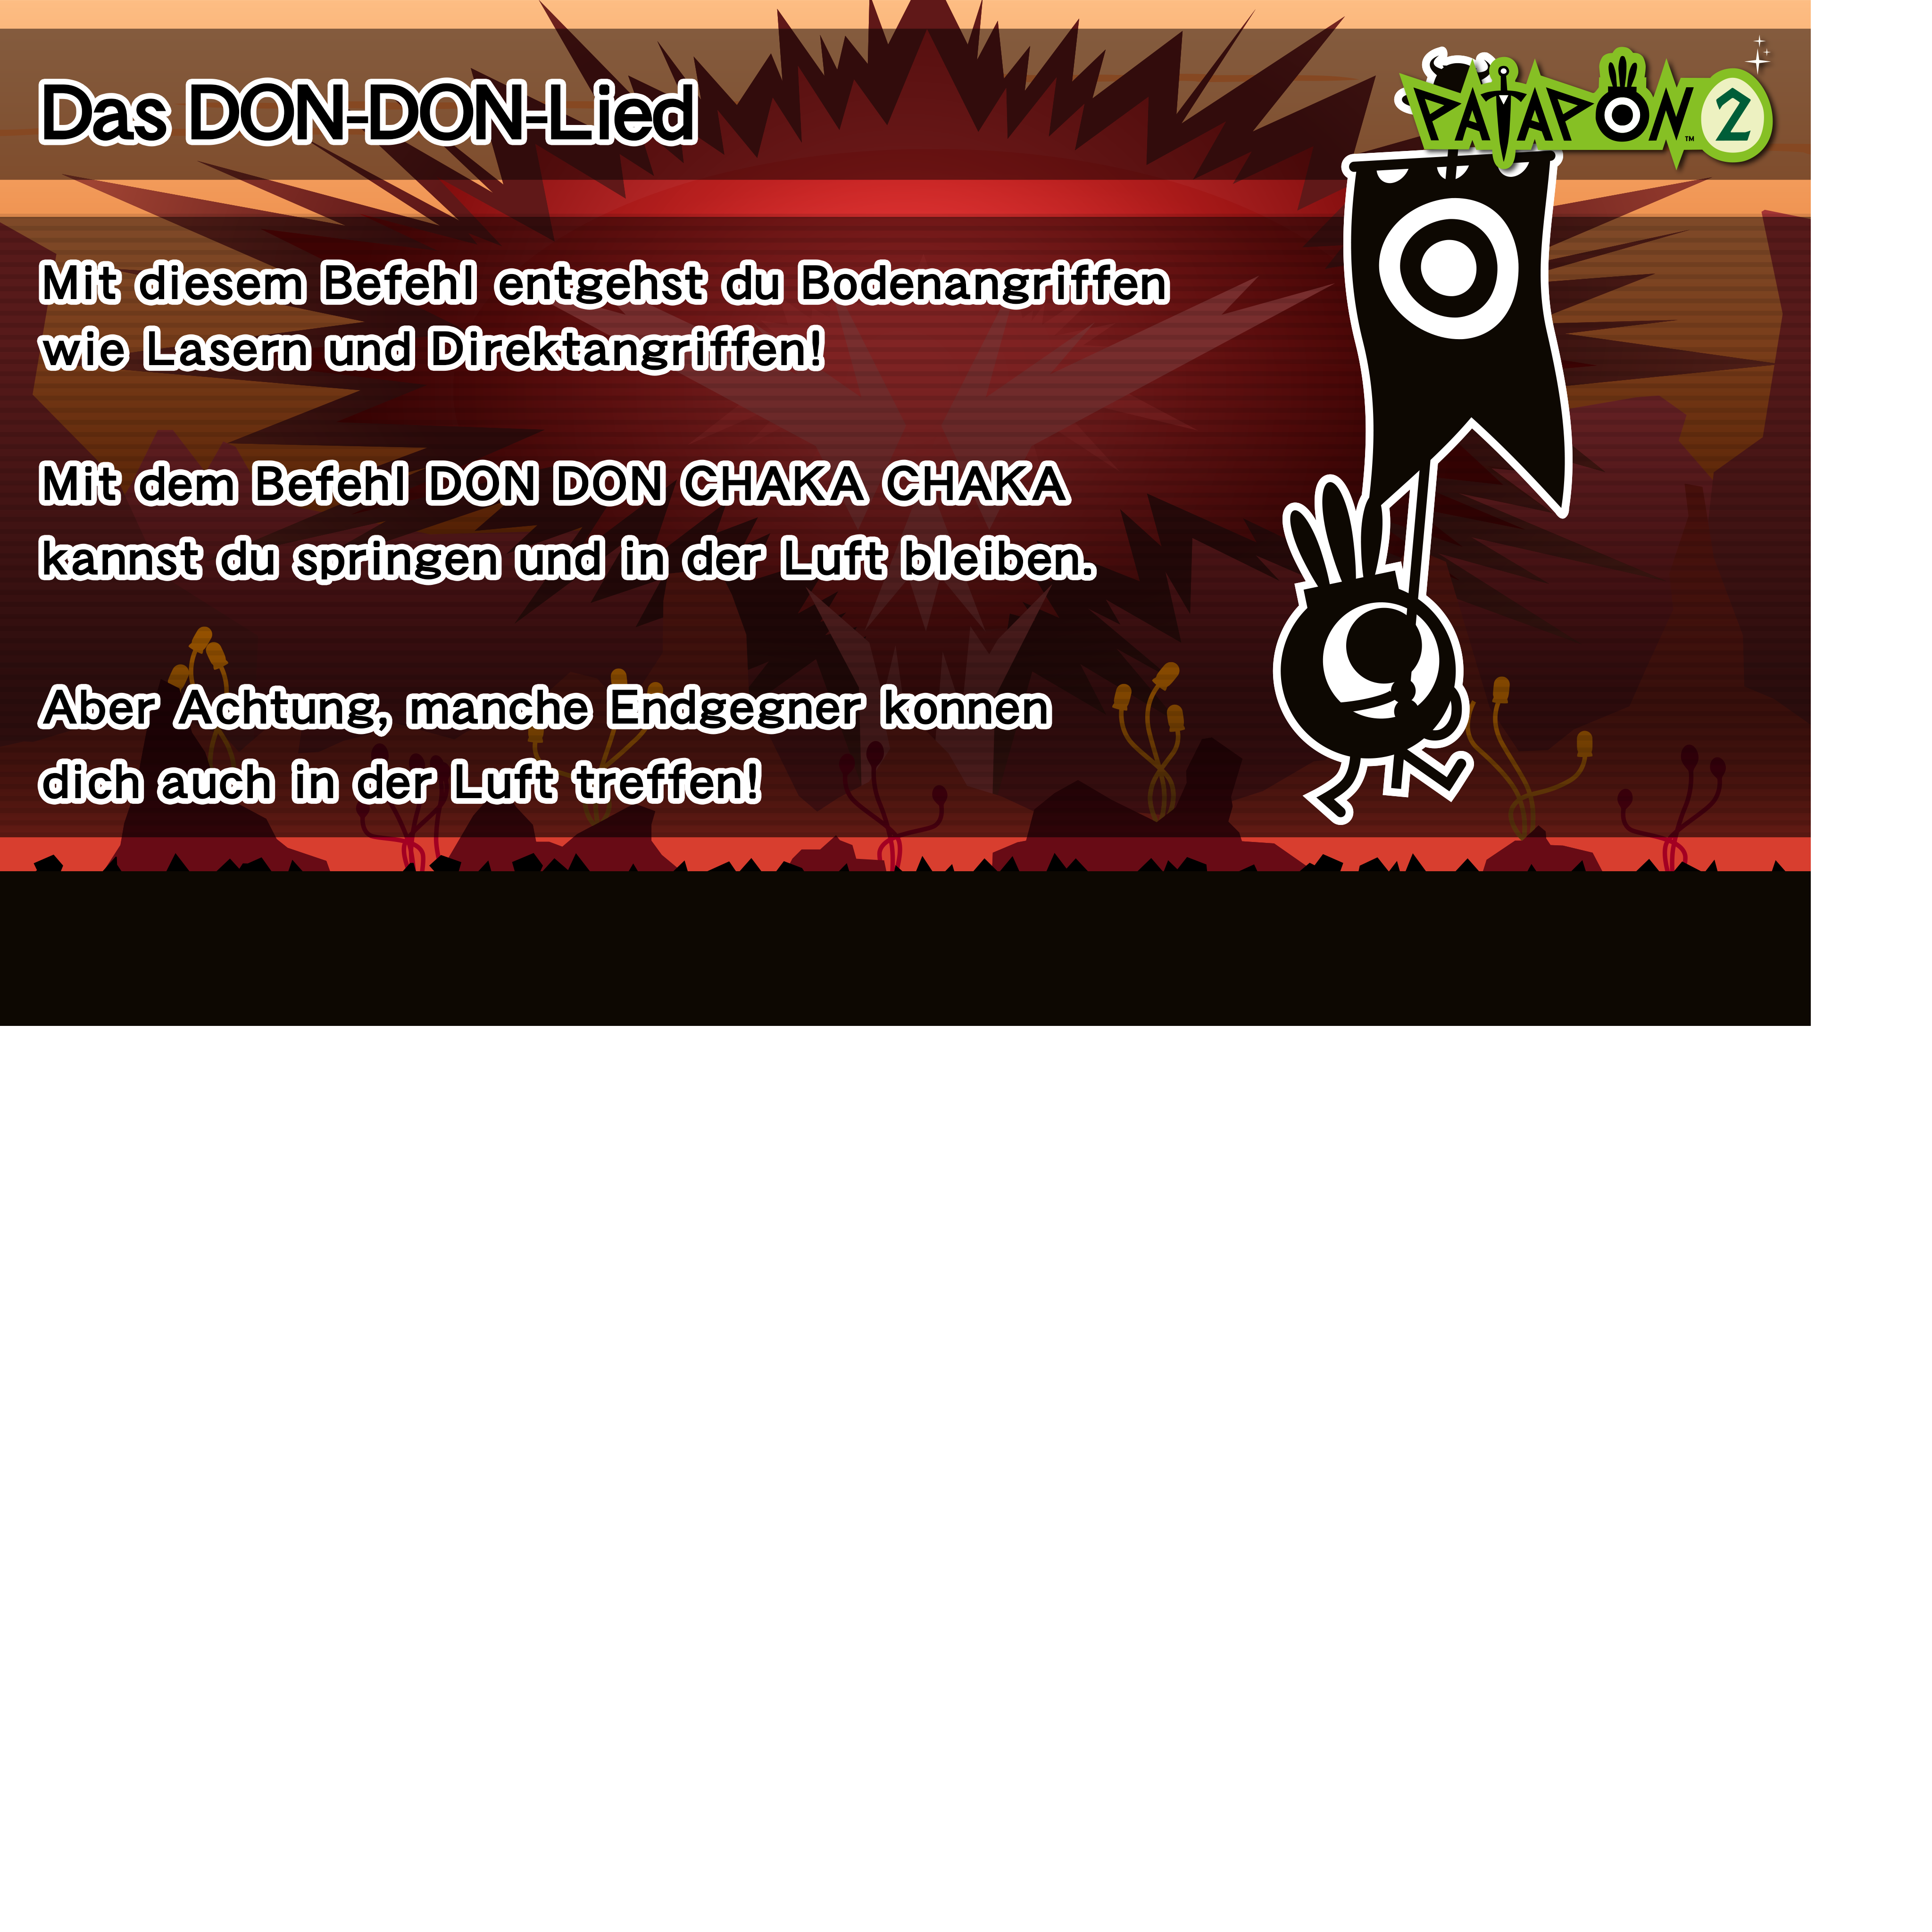 Das DON-DON-Lied
PATAPON™ 2
Mit diesem Befehl entgehst du Bodenangriffen
wie Lasern und Direktangriffen!
Mit dem Befehl DON DON CHAKA CHAKA
kannst du springen und in der Luft bleiben.
Aber Achtung, manche Endgegner konnen
dich auch in der Luft treffen!